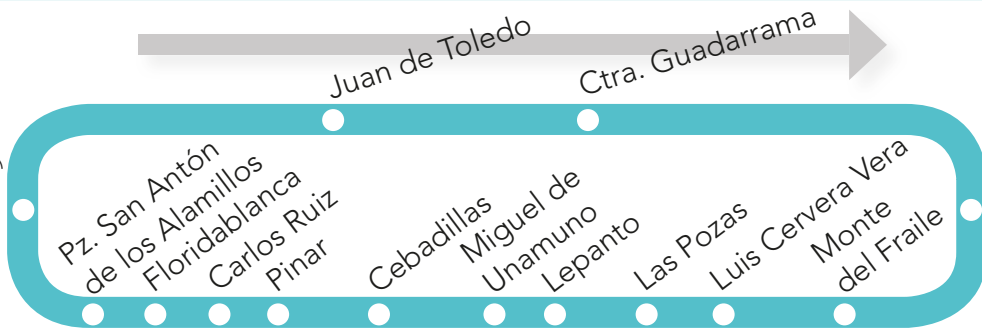 Juan de Toledo
Ctra. Guadarrama
Pz. San Antón
de los Alamillos
Floridablanca
Carlos Ruiz
Pinar
Cebadillas
Miguel de
Unamuno
Lepanto
Las Pozas
Luis Cervera Vera
Monte
del Fraile